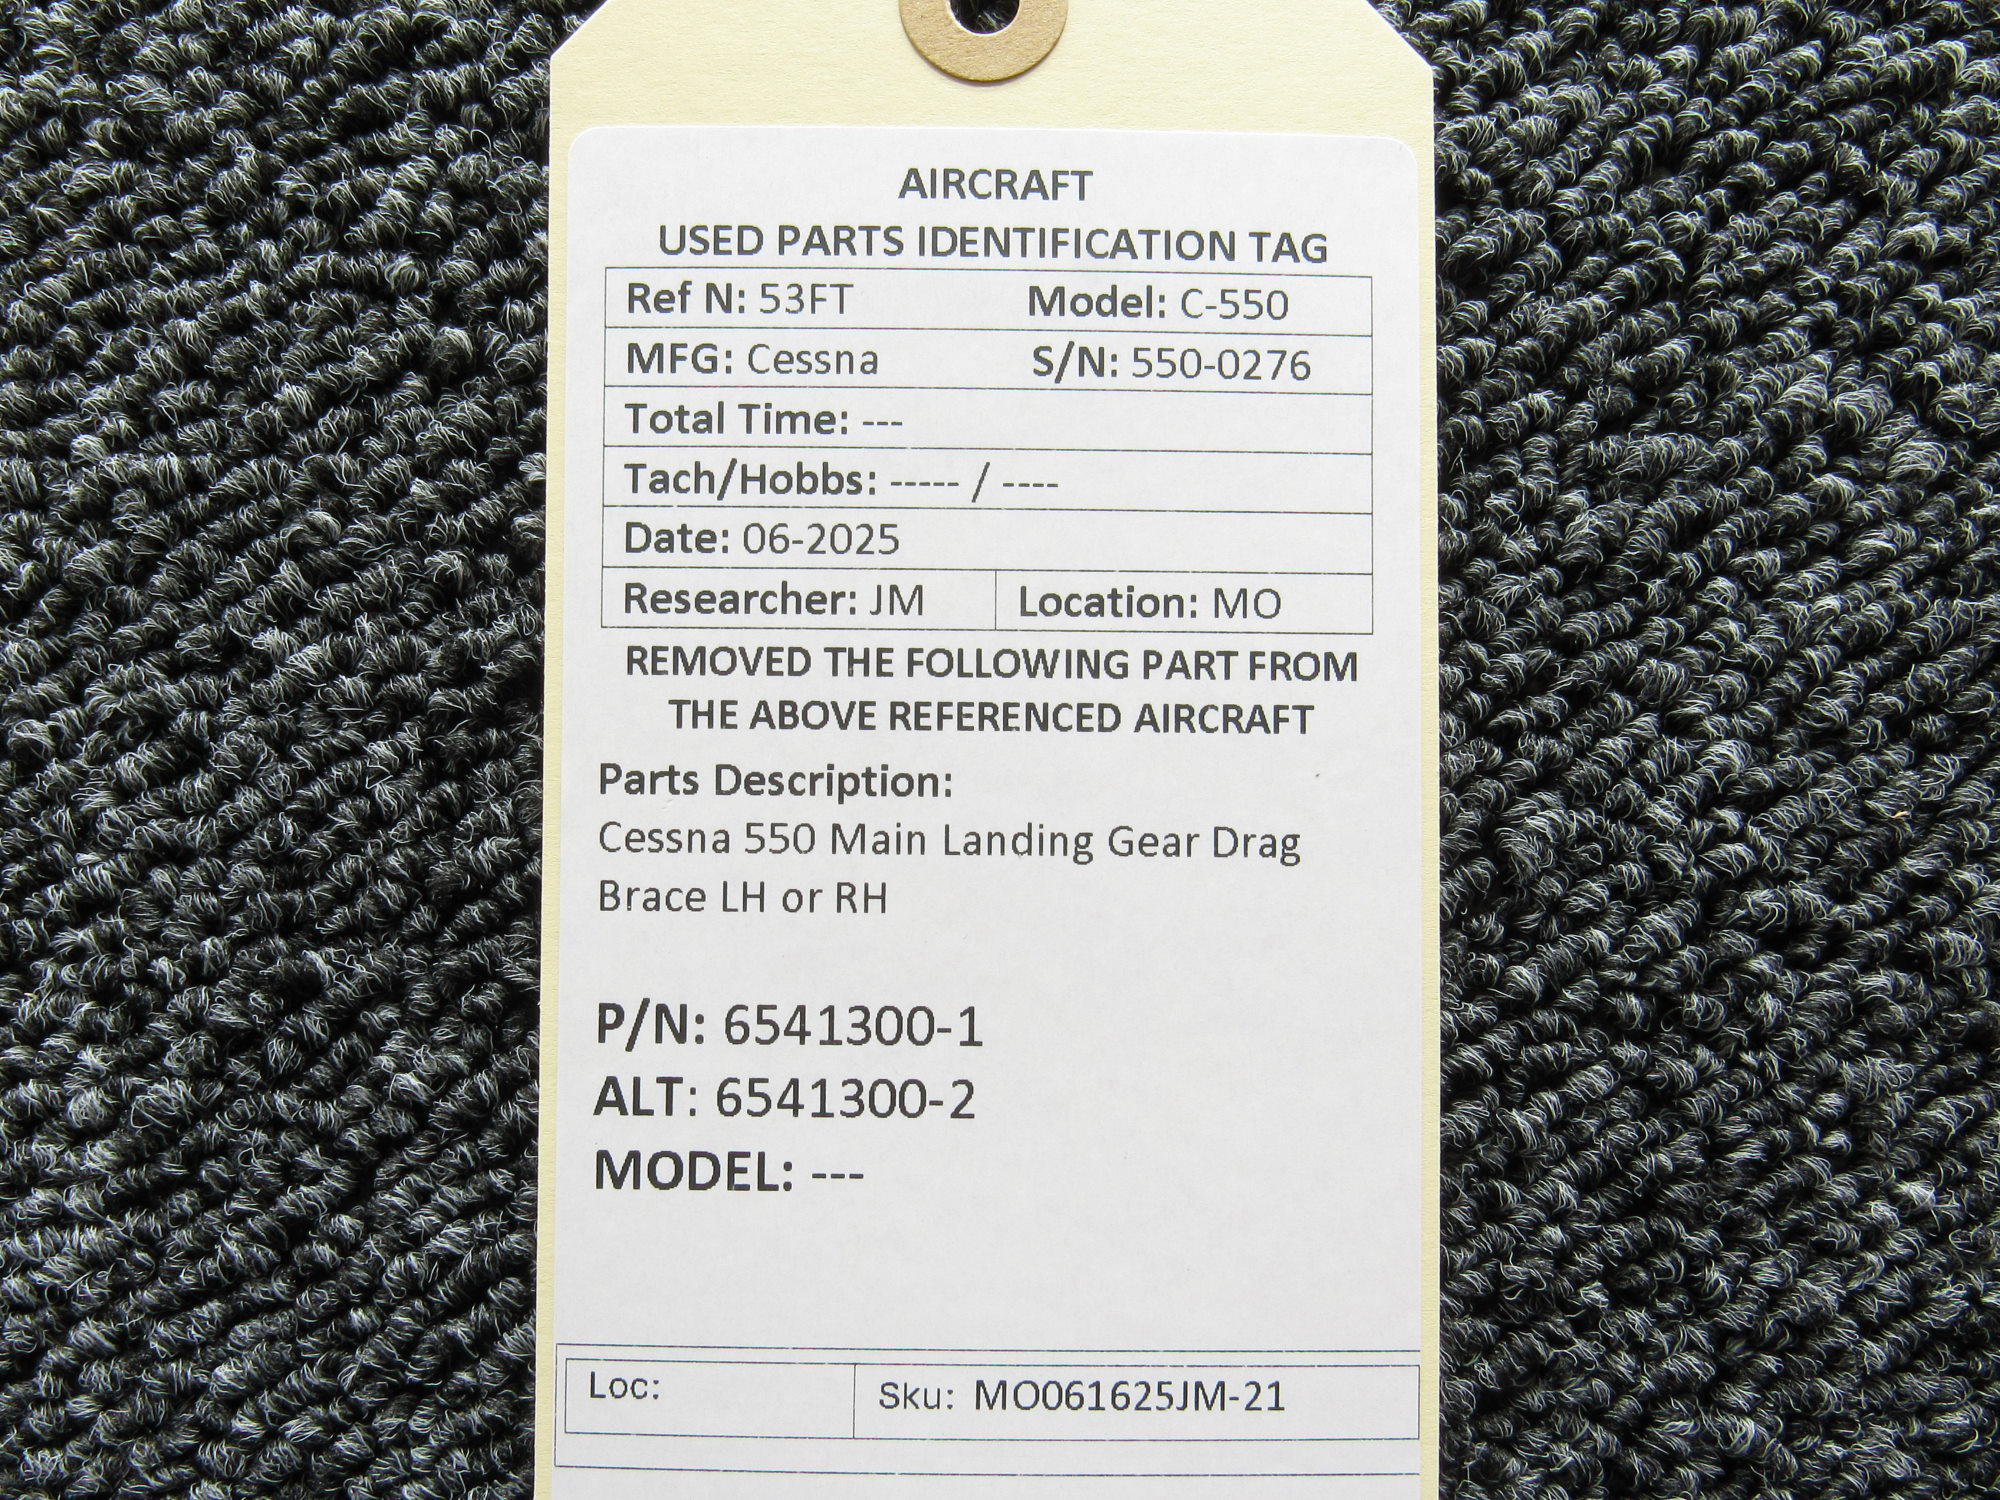 AIRCRAFT
USED PARTS IDENTIFICATION TAG
Ref N: 53FT Model: C-550
MFG: Cessna S/N: 550-0276
Total Time: ---
Tach/Hobbs: ----- / ----
Date: 06-2025
Researcher: JM Location: MO
REMOVED THE FOLLOWING PART FROM
THE ABOVE REFERENCED AIRCRAFT
Parts Description:
Cessna 550 Main Landing Gear Drag
Brace LH or RH
P/N: 6541300-1
ALT: 6541300-2
MODEL: ---
Loc: Sku: MO061625JM-21